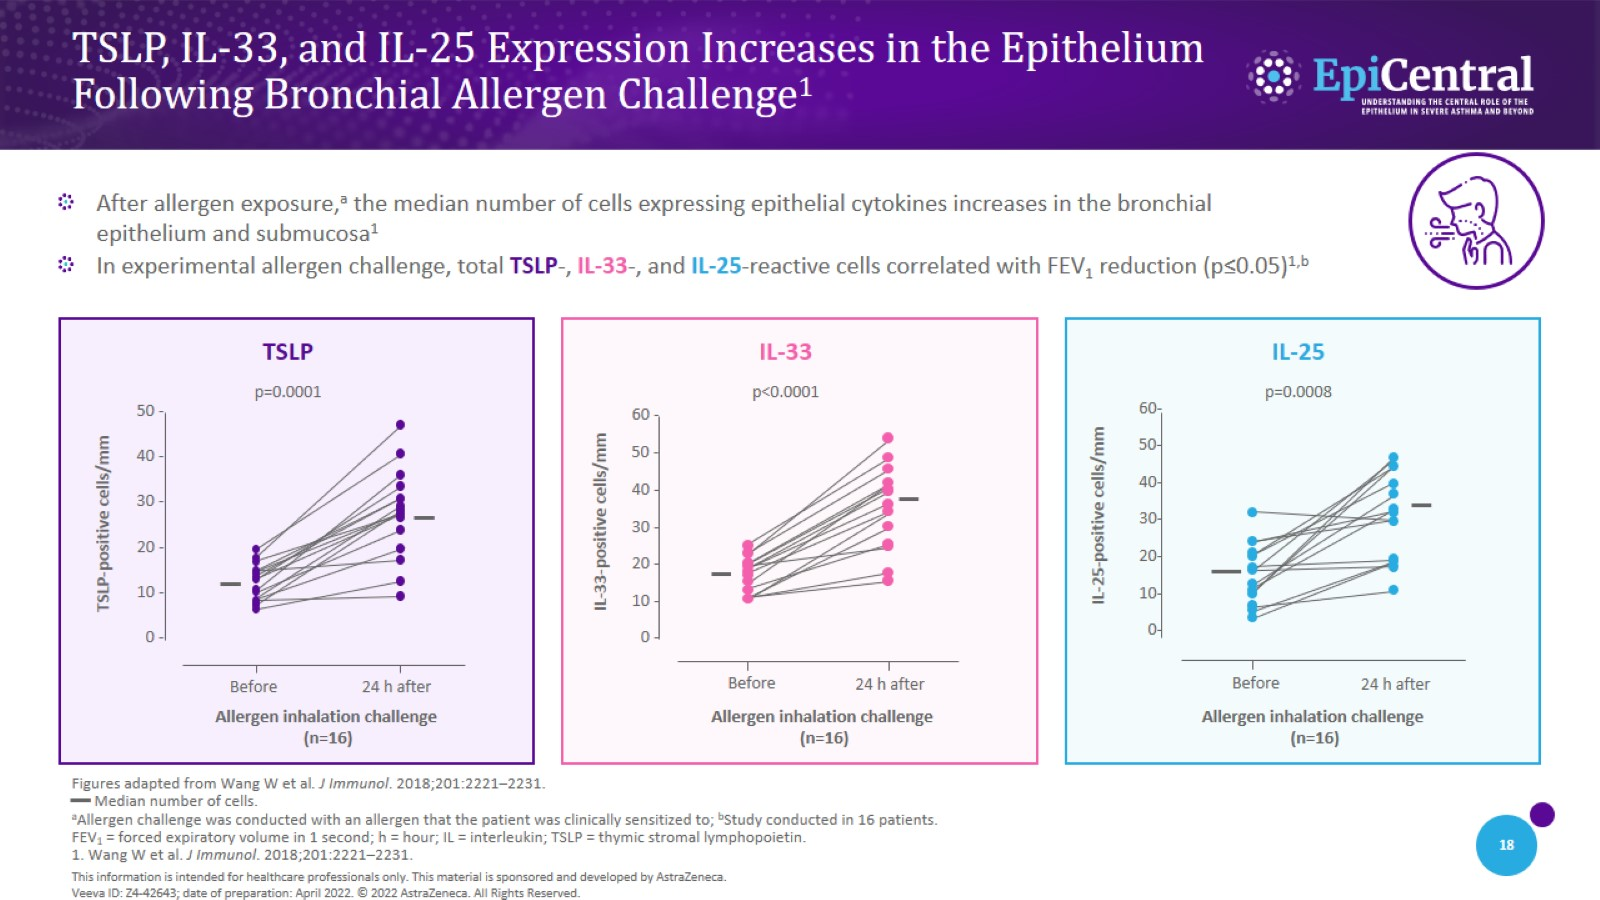 TSLP, IL-33, and IL-25 Expression Increases in the Epithelium
Following Bronchial Allergen Challenge¹
EpiCentral
UNDERSTANDING THE CENTRAL ROLE OF THE
EPITHELIUM IN SEVERE ASTHMA AND BEYOND
After allergen exposure,ᵃ the median number of cells expressing epithelial cytokines increases in the bronchial
epithelium and submucosa¹
In experimental allergen challenge, total TSLP-, IL-33-, and IL-25-reactive cells correlated with FEV₁ reduction (p≤0.05)¹,ᵇ
TSLP
p=0.0001
TSLP-positive cells/mm
50
40
30
20
10
0
Before
24 h after
Allergen inhalation challenge
(n=16)
IL-33
p<0.0001
IL-33-positive cells/mm
60
50
40
30
20
10
0
Before
24 h after
Allergen inhalation challenge
(n=16)
IL-25
p=0.0008
IL-25-positive cells/mm
60
50
40
30
20
10
0
Before
24 h after
Allergen inhalation challenge
(n=16)
Figures adapted from Wang W et al. J Immunol. 2018;201:2221–2231.
Median number of cells.
ᵃAllergen challenge was conducted with an allergen that the patient was clinically sensitized to; ᵇStudy conducted in 16 patients.
FEV₁ = forced expiratory volume in 1 second; h = hour; IL = interleukin; TSLP = thymic stromal lymphopoietin.
1. Wang W et al. J Immunol. 2018;201:2221–2231.
This information is intended for healthcare professionals only. This material is sponsored and developed by AstraZeneca.
Veeva ID: Z4-42643; date of preparation: April 2022. © 2022 AstraZeneca. All Rights Reserved.
18